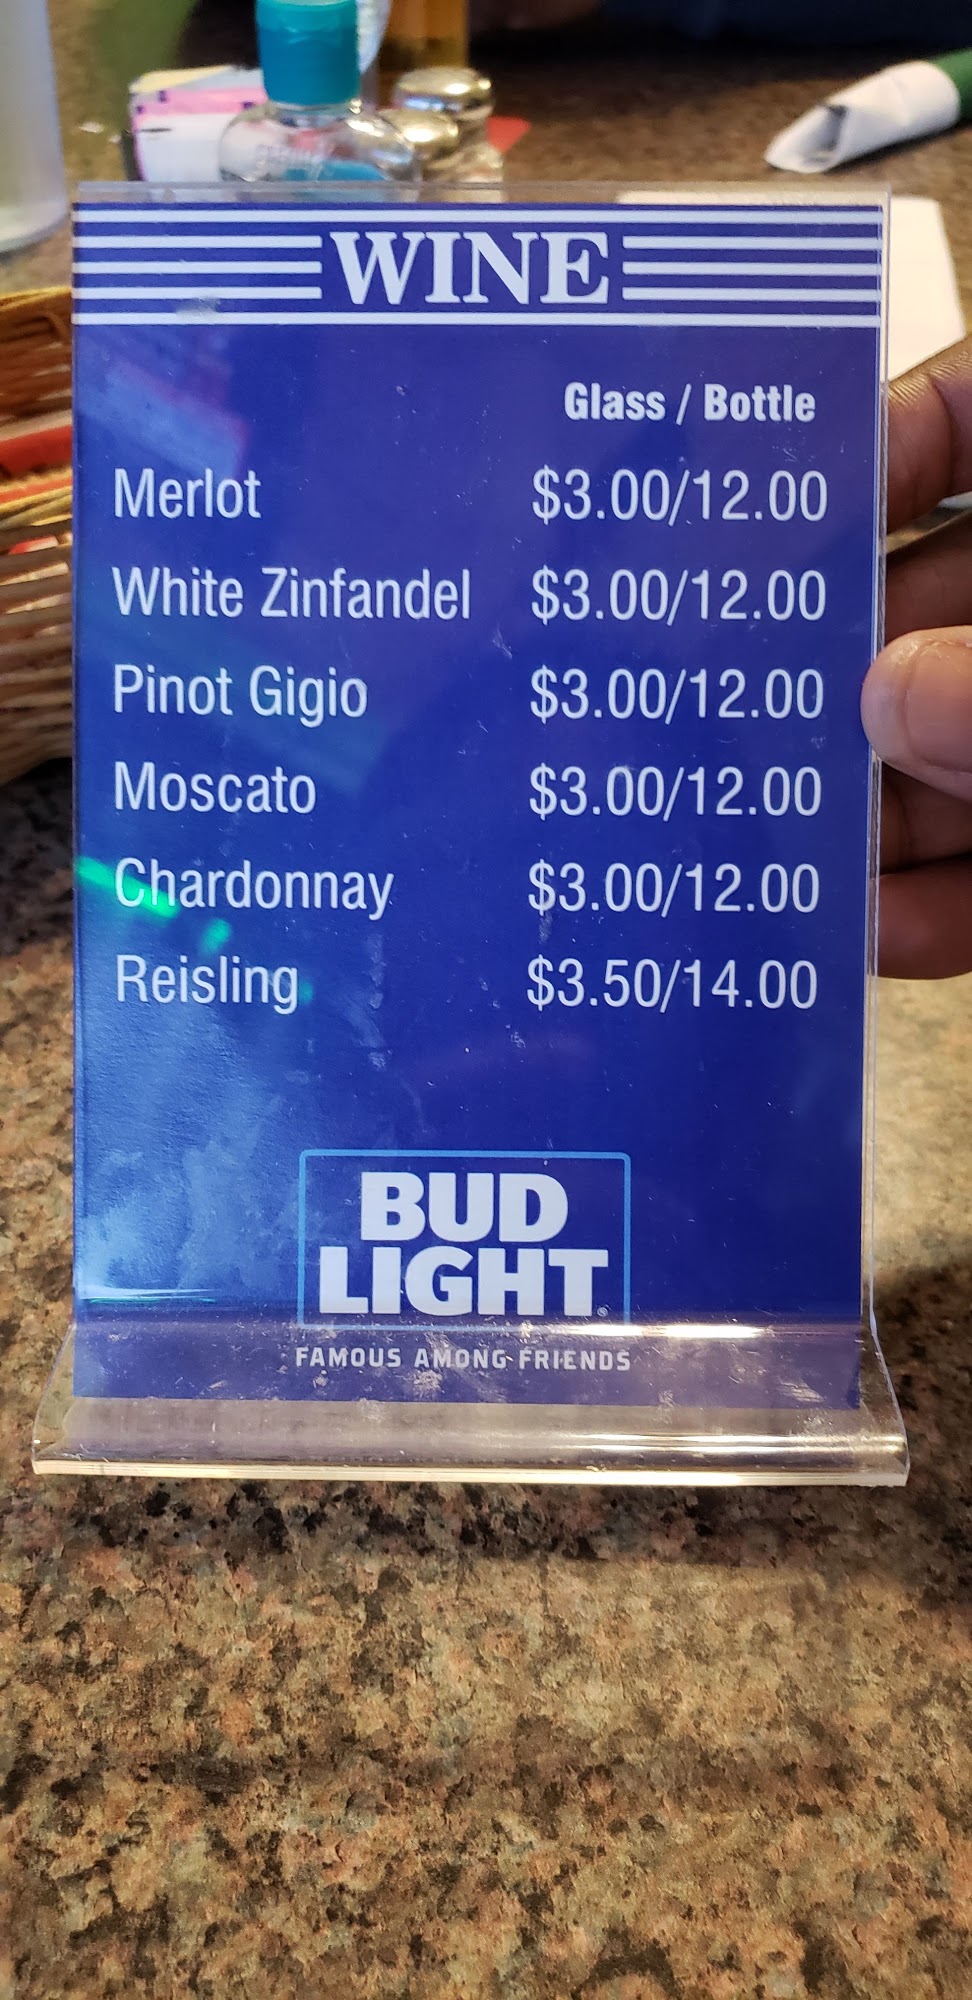 WINE
Glass / Bottle
Merlot $3.00/12.00
White Zinfandel $3.00/12.00
Pinot Gigio $3.00/12.00
Moscato $3.00/12.00
Chardonnay $3.00/12.00
Reisling $3.50/14.00
BUD
LIGHT®
FAMOUS AMONG FRIENDS